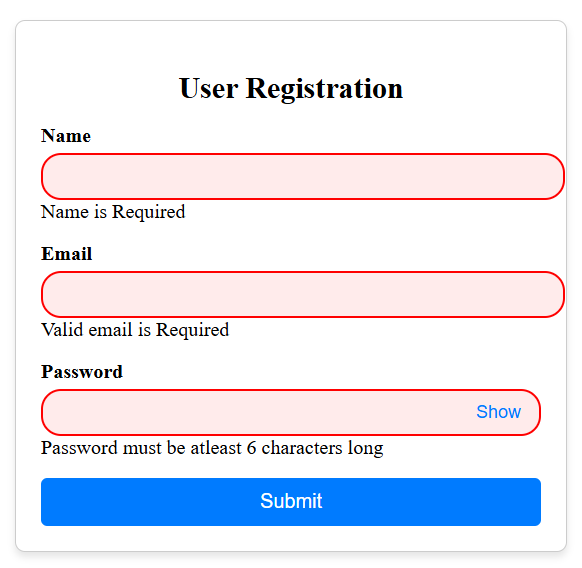 User Registration
Name
Name is Required
Email
Valid email is Required
Password
Show
Password must be atleast 6 characters long
Submit